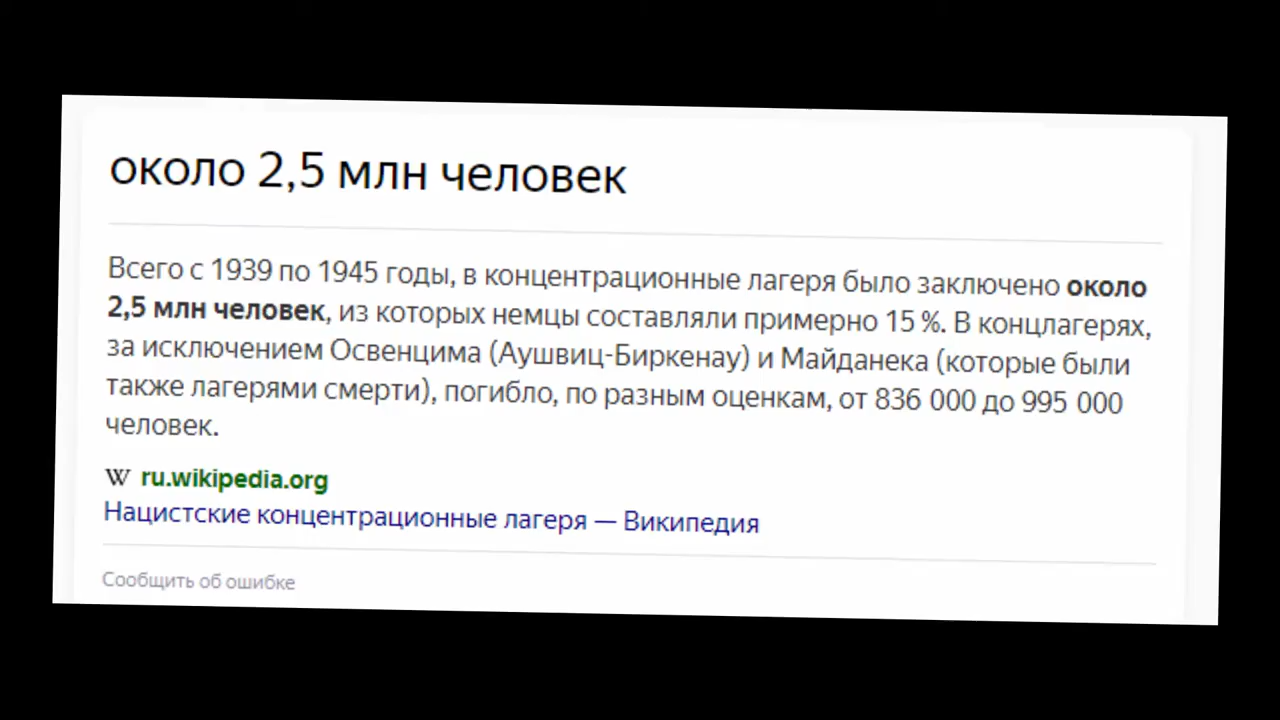 около 2,5 млн человек
Всего с 1939 по 1945 годы, в концентрационные лагеря было заключено около
2,5 млн человек, из которых немцы составляли примерно 15 %. В концлагерях,
за исключением Освенцима (Аушвиц-Биркенау) и Майданека (которые были
также лагерями смерти), погибло, по разным оценкам, от 836 000 до 995 000
человек.
W ru.wikipedia.org
Нацистские концентрационные лагеря — Википедия
Сообщить об ошибке